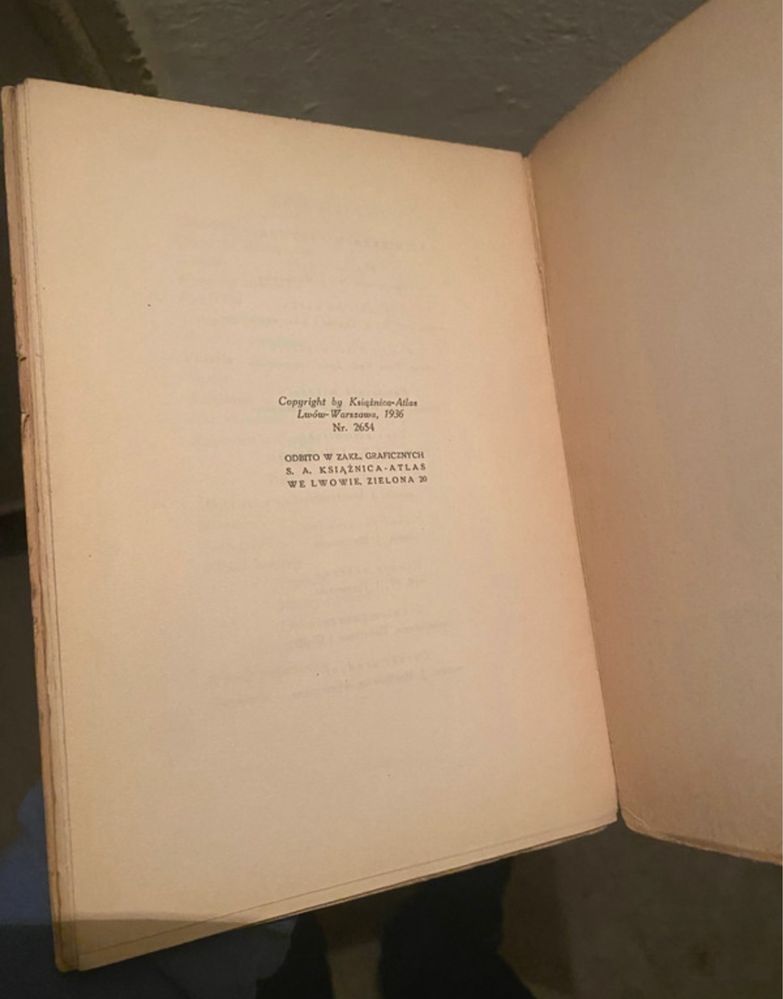 Copyright by Książnica-Atlas
Lwów-Warszawa, 1936
Nr. 2654
ODBITO W ZAKŁ. GRAFICZNYCH
S. A. KSIĄŻNICA-ATLAS
WE LWOWIE, ZIELONA 20